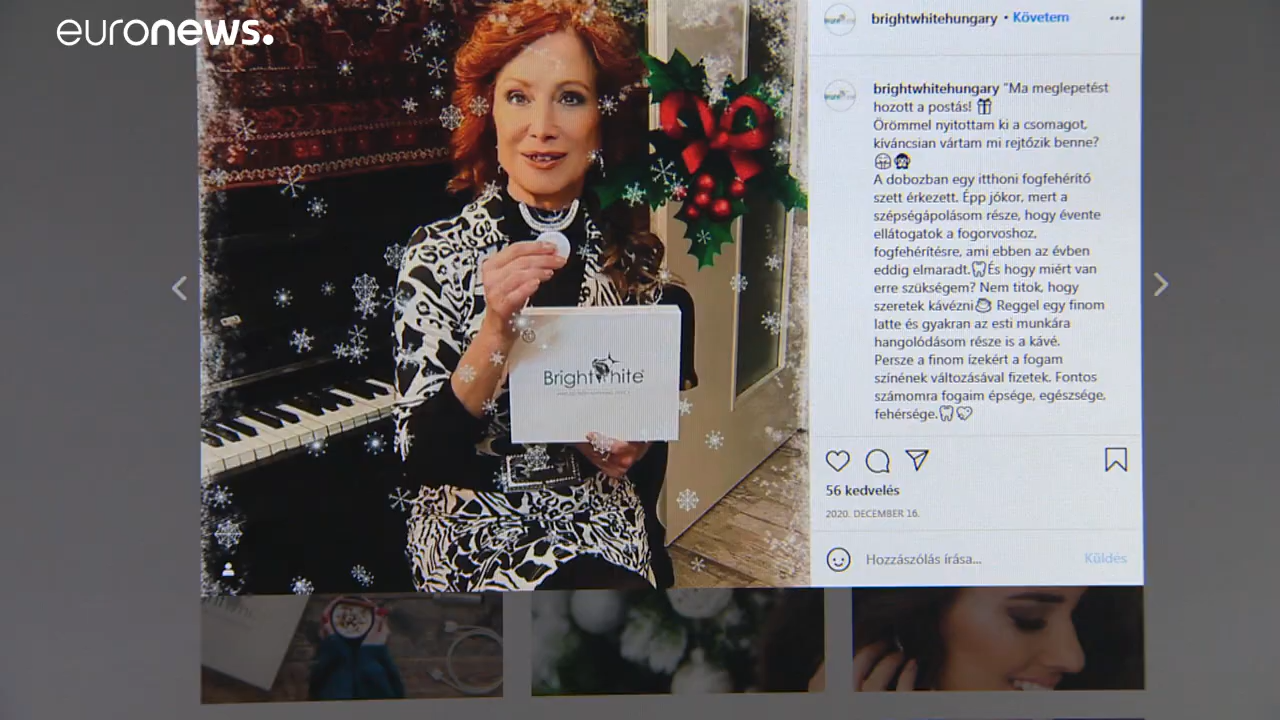 euronews.
brightwhitehungary • Követem
brightwhitehungary "Ma meglepetést
hozott a postás! 🎁
Örömmel nyitottam ki a csomagot,
kíváncsian vártam mi rejtőzik benne?
A dobozban egy itthoni fogfehérítő
szett érkezett. Épp jókor, mert a
szépségápolásom része, hogy évente
ellátogatok a fogorvoshoz,
fogfehérítésre, ami ebben az évben
eddig elmaradt.🦷És hogy miért van
erre szükségem? Nem titok, hogy
szeretek kávézni☕ Reggel egy finom
latte és gyakran az esti munkára
hangolódásom része is a kávé.
Persze a finom ízekért a fogam
színének változásával fizetek. Fontos
számomra fogaim épsége, egészsége,
fehérsége.🦷
BrightWhite
56 kedvelés
2020. DECEMBER 16.
Hozzászólás írása...
Küldés